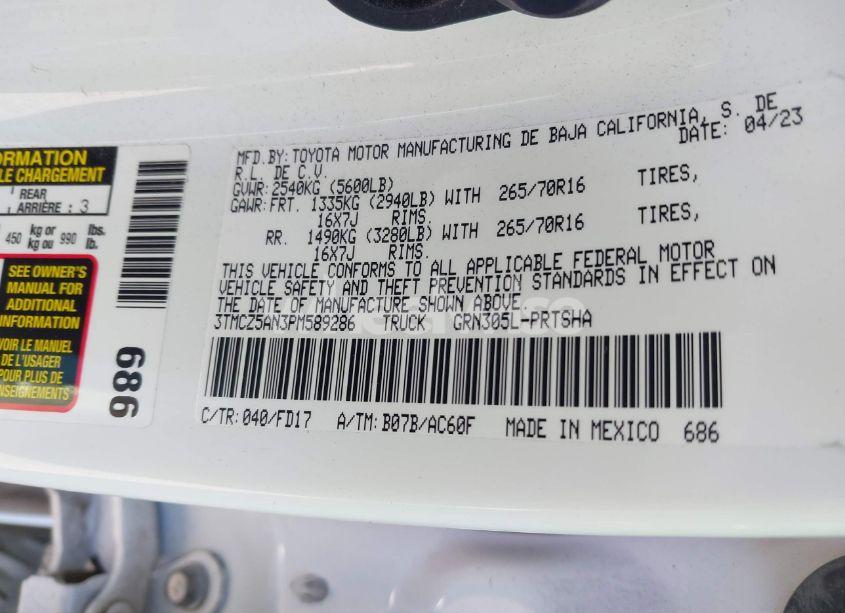 ORMATION
LE CHARGEMENT
REAR
ARRIÈRE : 3
450 kg or kg ou 990 lbs. lb.
SEE OWNER'S
MANUAL FOR
ADDITIONAL
INFORMATION
VOIR LE MANUEL
DE L'USAGER
POUR PLUS DE
NSEIGNEMENTS
686
MFD.BY: TOYOTA MOTOR MANUFACTURING DE BAJA CALIFORNIA, S. DE
R.L. DE C.V. DATE: 04/23
GVWR: 2540KG (5600LB)
GAWR: FRT. 1335KG (2940LB) WITH 265/70R16 TIRES,
16X7J RIMS.
RR. 1490KG (3280LB) WITH 265/70R16 TIRES,
16X7J RIMS.
THIS VEHICLE CONFORMS TO ALL APPLICABLE FEDERAL MOTOR
VEHICLE SAFETY AND THEFT PREVENTION STANDARDS IN EFFECT ON
THE DATE OF MANUFACTURE SHOWN ABOVE.
3TMCZ5AN3PM589286 TRUCK GRN305L-PRTSHA
C/TR: 040/FD17 A/TM: B07B/AC60F MADE IN MEXICO 686